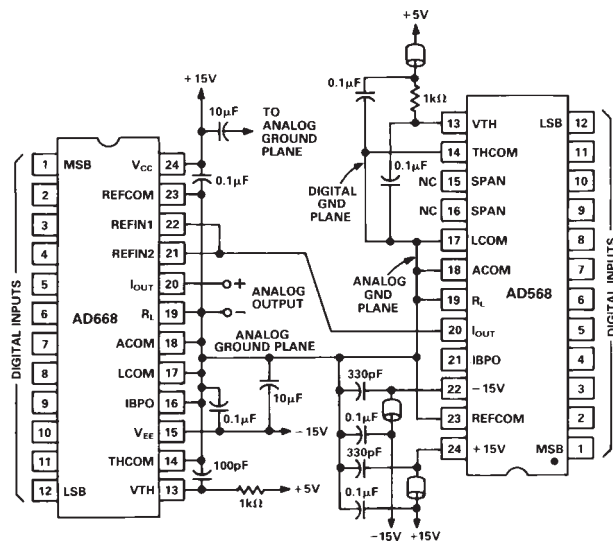 +5V
0.1µF
1kΩ
+15V
10µF
TO
ANALOG
GROUND
PLANE
0.1µF
DIGITAL INPUTS
AD668
1 MSB
2
3
4
5
6
7
8
9
10
11
12 LSB
VCC 24
REFCOM 23
REFIN1 22
REFIN2 21
IOUT 20
RL 19
ACOM 18
LCOM 17
IBPO 16
VEE 15
THCOM 14
VTH 13
+
ANALOG
OUTPUT
−
ANALOG
GROUND PLANE
0.1µF
10µF
−15V
100pF
1kΩ
+5V
0.1µF
DIGITAL
GND
PLANE
ANALOG
GND
PLANE
13 VTH
14 THCOM
NC 15 SPAN
NC 16 SPAN
17 LCOM
18 ACOM
19 RL
20 IOUT
21 IBPO
22 −15V
23 REFCOM
24 +15V
AD568
LSB 12
11
10
9
8
7
6
5
4
3
2
MSB 1
DIGITAL INPUTS
330pF
0.1µF
330pF
0.1µF
−15V
+15V